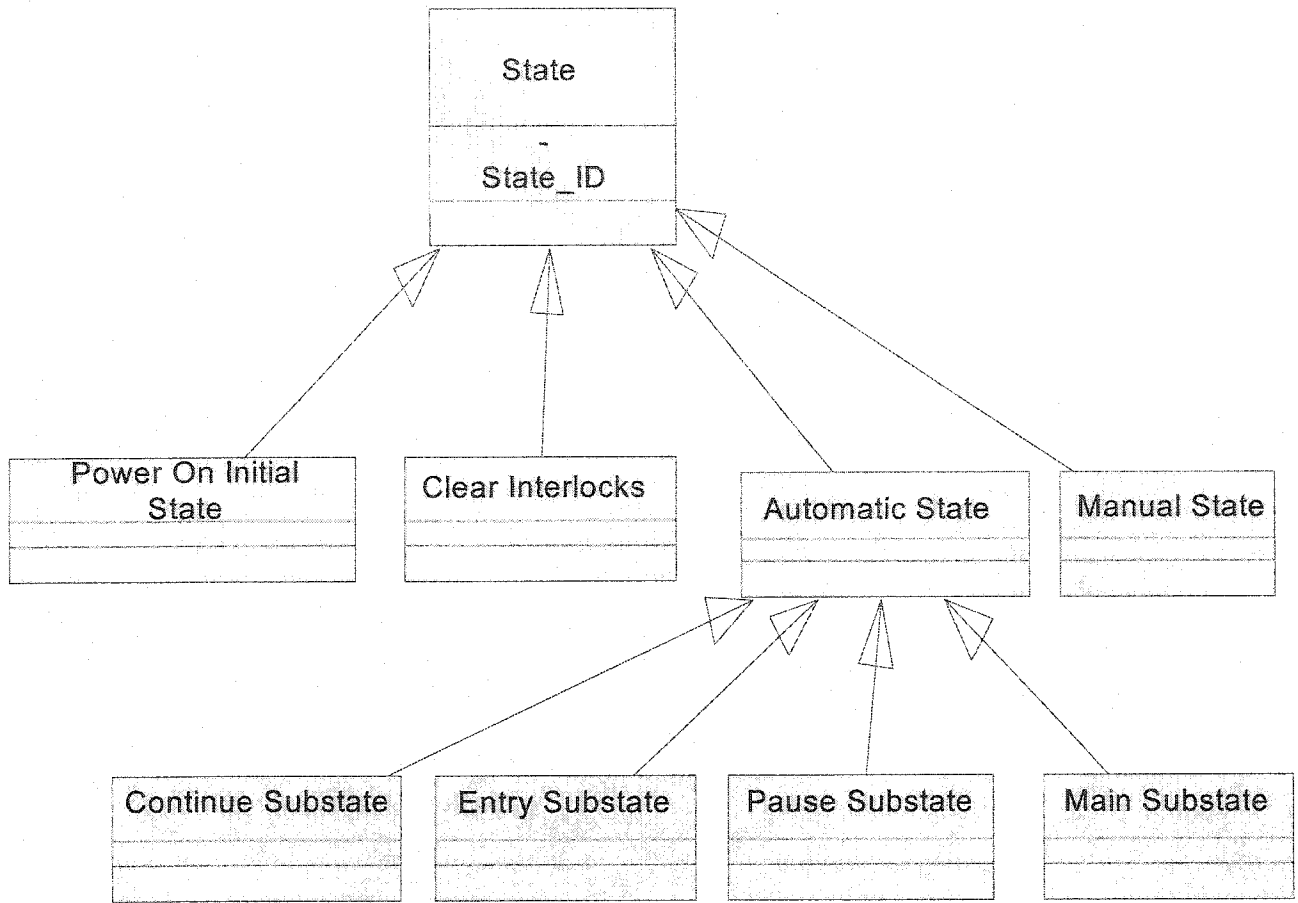 State
-
State_ID
Power On Initial
State
Clear Interlocks
Automatic State
Manual State
Continue Substate
Entry Substate
Pause Substate
Main Substate